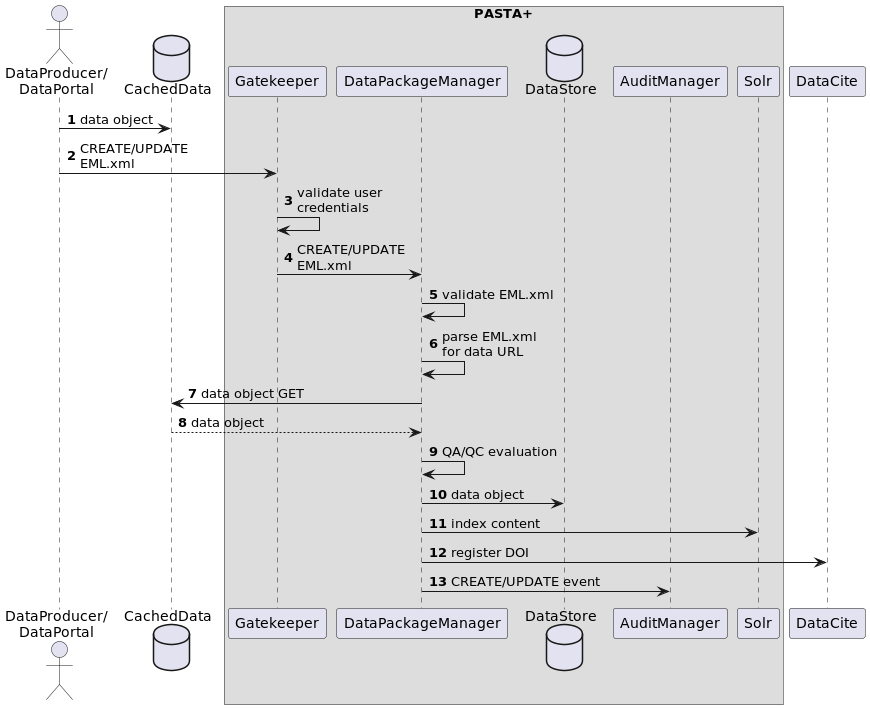 PASTA+
DataProducer/
DataPortal
CachedData
Gatekeeper
DataPackageManager
DataStore
AuditManager
Solr
DataCite
1 data object
2 CREATE/UPDATE
EML.xml
3 validate user
credentials
4 CREATE/UPDATE
EML.xml
5 validate EML.xml
6 parse EML.xml
for data URL
7 data object GET
8 data object
9 QA/QC evaluation
10 data object
11 index content
12 register DOI
13 CREATE/UPDATE event
DataProducer/
DataPortal
CachedData
Gatekeeper
DataPackageManager
DataStore
AuditManager
Solr
DataCite